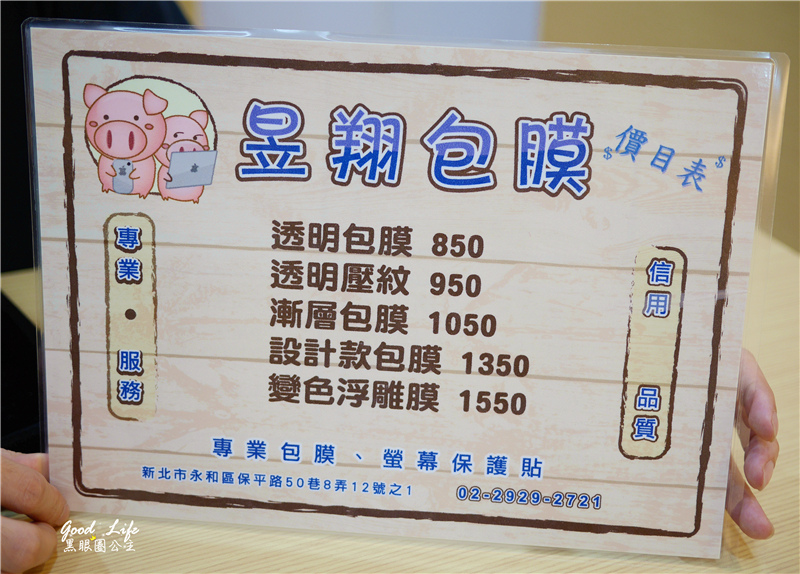 昱翔包膜
$價目表$
透明包膜 850
透明壓紋 950
漸層包膜 1050
設計款包膜 1350
變色浮雕膜 1550
專業•服務
信用 品質
專業包膜、螢幕保護貼
新北市永和區保平路50巷8弄12號之1
02-2929-2721
Good Life
黑眼圈公主